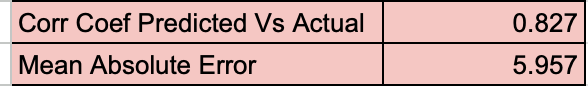 Corr Coef Predicted Vs Actual 0.827
Mean Absolute Error 5.957